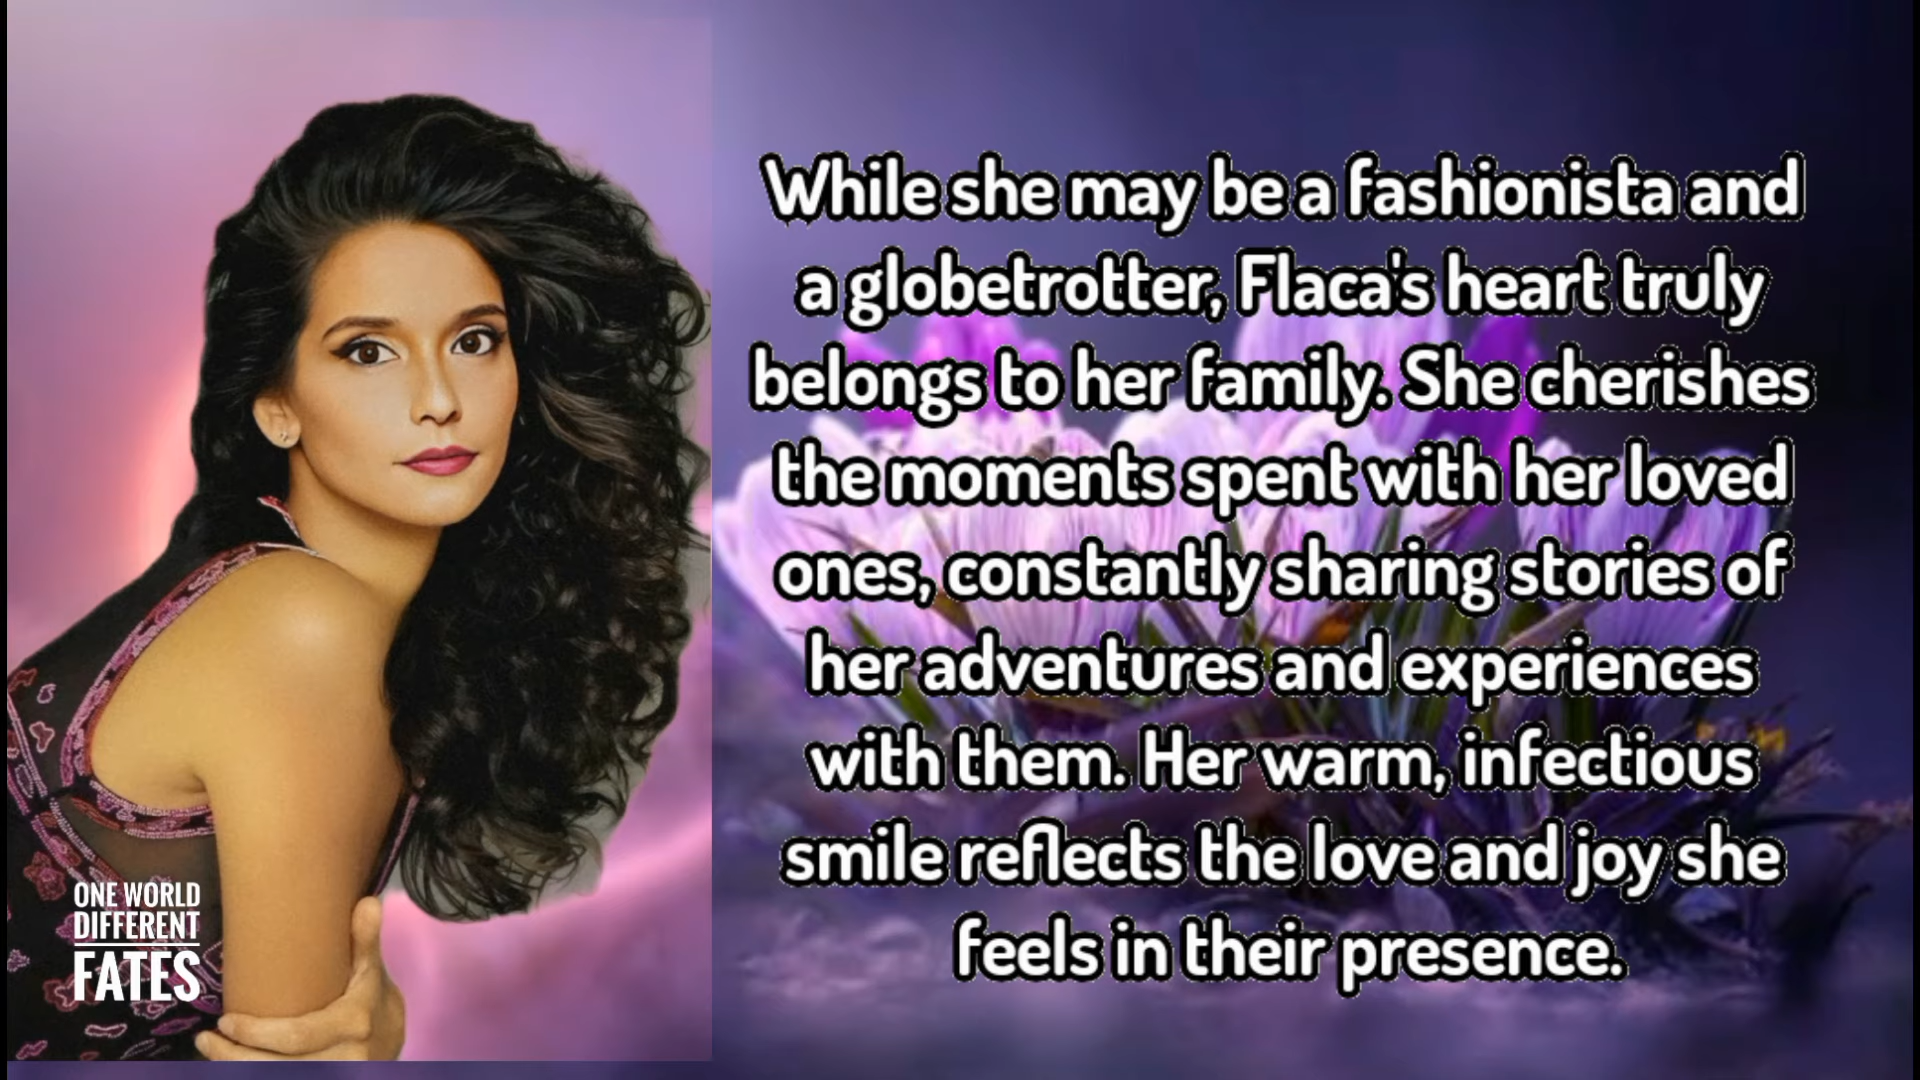 While she may be a fashionista and
a globetrotter, Flaca's heart truly
belongs to her family. She cherishes
the moments spent with her loved
ones, constantly sharing stories of
her adventures and experiences
with them. Her warm, infectious
smile reflects the love and joy she
feels in their presence.
ONE WORLD
DIFFERENT
FATES